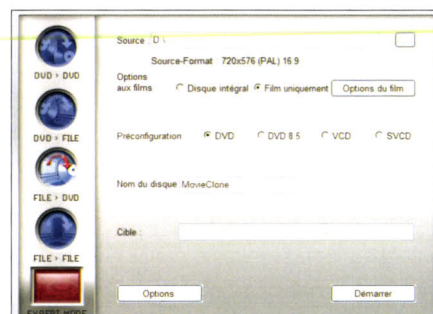 Source : D:\
Source-Format 720x576 (PAL) 16:9
DVD > DVD
Options
aux films
Disque intégral
Film uniquement
Options du film
DVD > FILE
Préconfiguration
DVD
DVD 8.5
VCD
SVCD
FILE > DVD
Nom du disque
MovieClone
Cible :
FILE > FILE
Options
Démarrer
EXPERT MODE